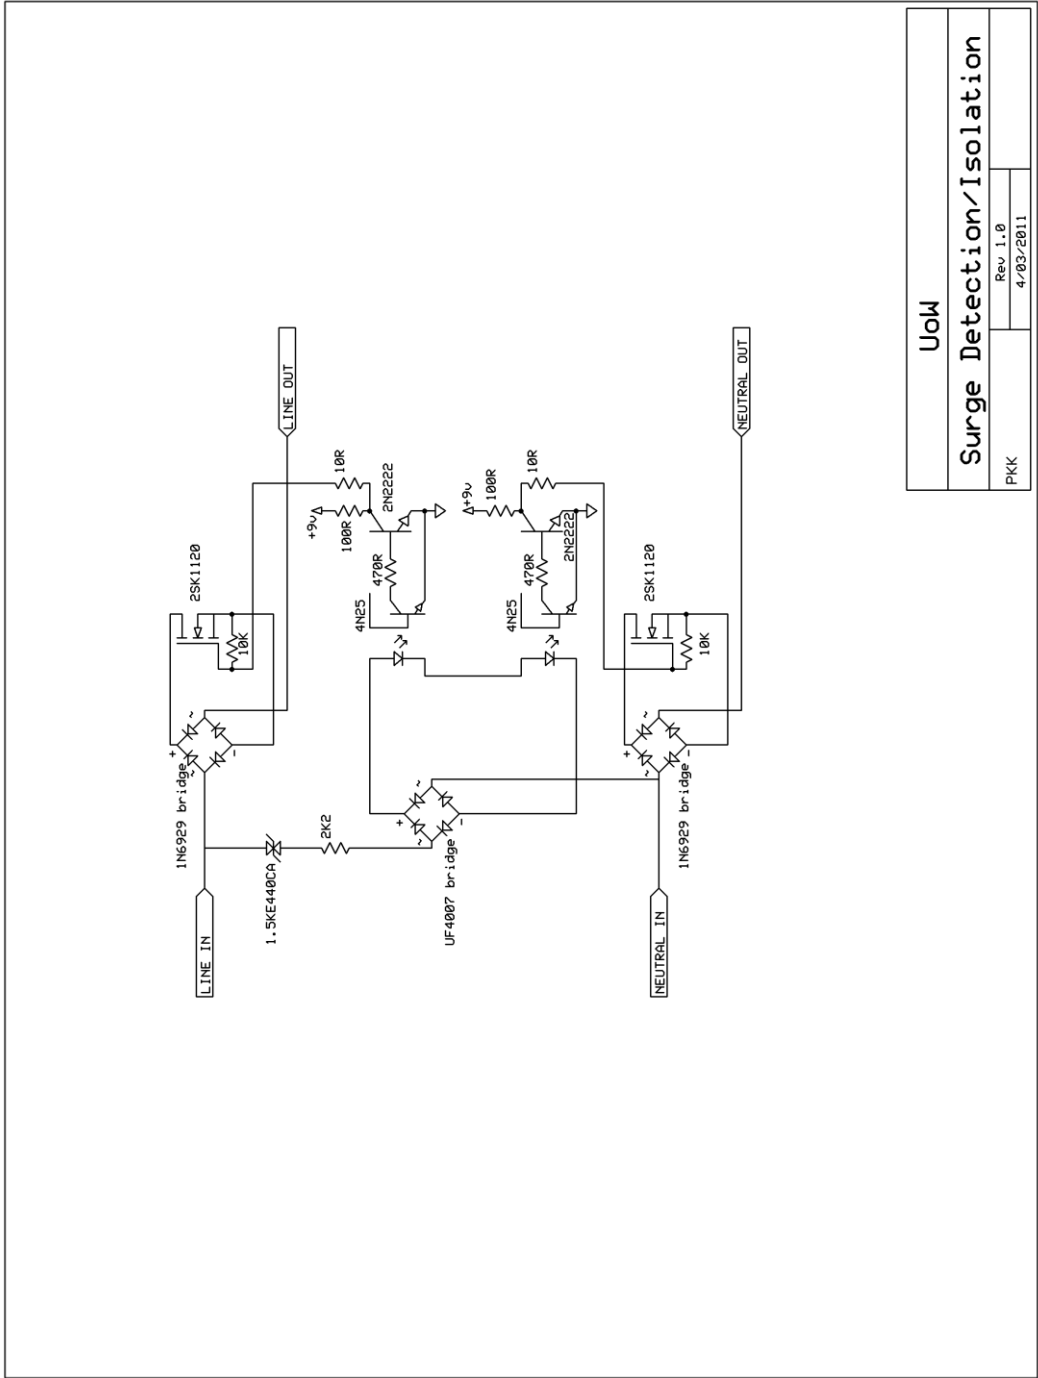 LINE IN
1N6929 bridge
+
-
~
~
2SK1120
10K
LINE OUT
1.5KE440CA
2K2
UF4007 bridge
+
-
~
~
4N25
470R
2N2222
+9v
100R
10R
4N25
470R
2N2222
+9v
100R
10R
NEUTRAL IN
1N6929 bridge
+
-
~
~
2SK1120
10K
NEUTRAL OUT
UoW
Surge Detection/Isolation
PKK
Rev 1.0
4/03/2011